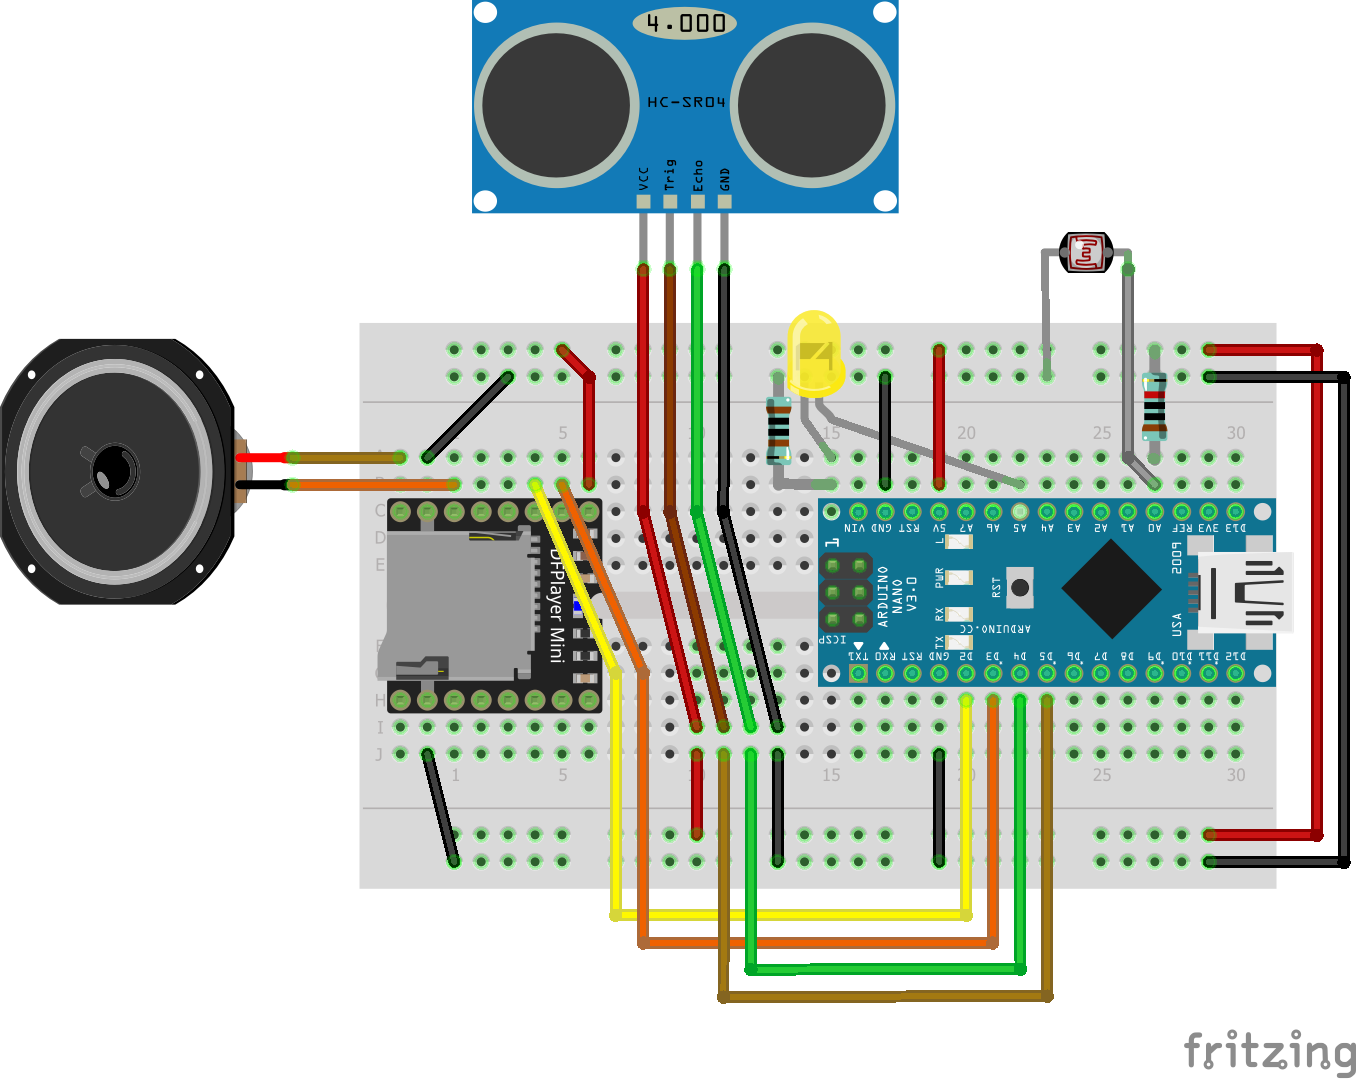 4.000
HC-SR04
VCC
Trig
Echo
GND
5
10
15
20
25
30
C
D
E
DFPlayer Mini
VIN
GND
RST
5V
A7
A6
A5
A4
A3
A2
A1
A0
REF
3V3
D13
1
L
PWR
RX
TX
RST
ARDUINO
NANO
V3.0
ICSP
ARDUINO.CC
USA
TX1
RX0
RST
GND
D2
D3
D4
D5
D6
D7
D8
D9
D10
D11
D12
H
I
J
1
5
10
15
20
25
30
fritzing